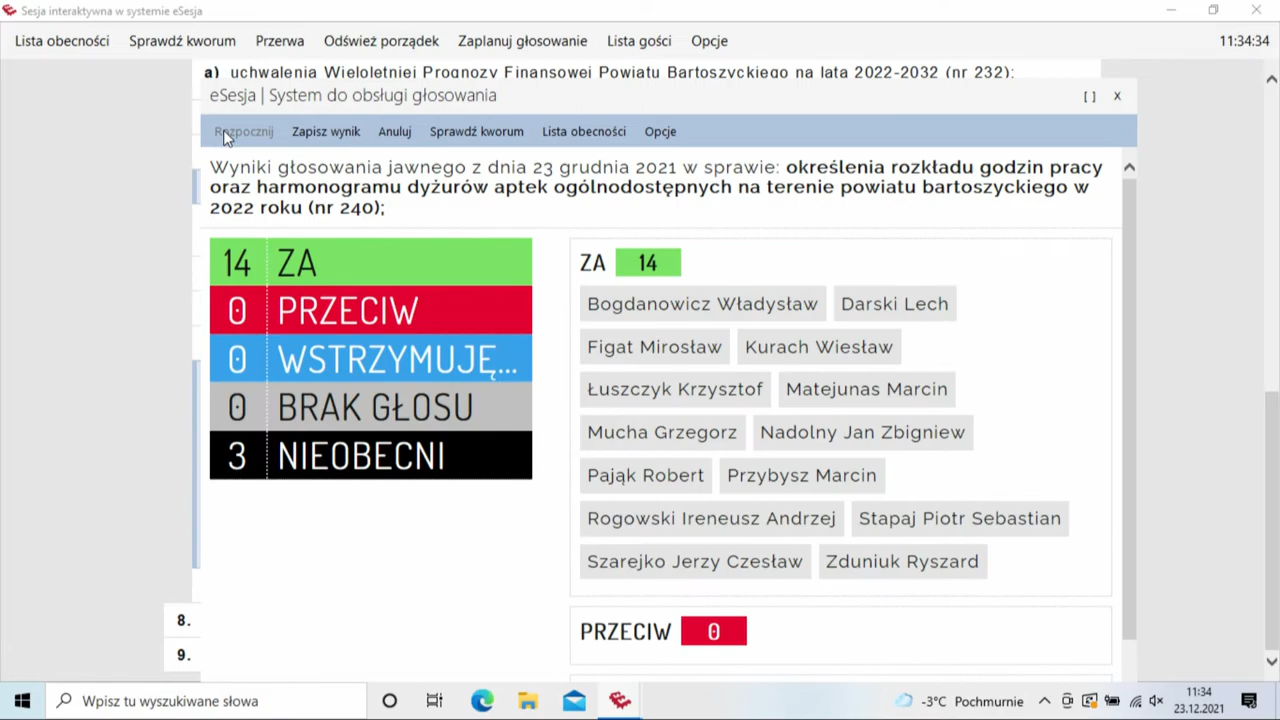 Sesja interaktywna w systemie eSesja
Lista obecności Sprawdź kworum Przerwa Odśwież porządek Zaplanuj głosowanie Lista gości Opcje 11:34:34
a) uchwalenia Wieloletniej Prognozy Finansowej Powiatu Bartoszyckiego na lata 2022-2032 (nr 232);
eSesja | System do obsługi głosowania [ ] X
Rozpocznij Zapisz wynik Anuluj Sprawdź kworum Lista obecności Opcje
Wyniki głosowania jawnego z dnia 23 grudnia 2021 w sprawie: określenia rozkładu godzin pracy
oraz harmonogramu dyżurów aptek ogólnodostępnych na terenie powiatu bartoszyckiego w
2022 roku (nr 240);
14 ZA
0 PRZECIW
0 WSTRZYMUJĘ...
0 BRAK GŁOSU
3 NIEOBECNI
ZA 14
Bogdanowicz Władysław Darski Lech
Figat Mirosław Kurach Wiesław
Łuszczyk Krzysztof Matejunas Marcin
Mucha Grzegorz Nadolny Jan Zbigniew
Pająk Robert Przybysz Marcin
Rogowski Ireneusz Andrzej Stapaj Piotr Sebastian
Szarejko Jerzy Czesław Zduniuk Ryszard
PRZECIW 0
8.
9.
Wpisz tu wyszukiwane słowa -3°C Pochmurnie 11:34
23.12.2021